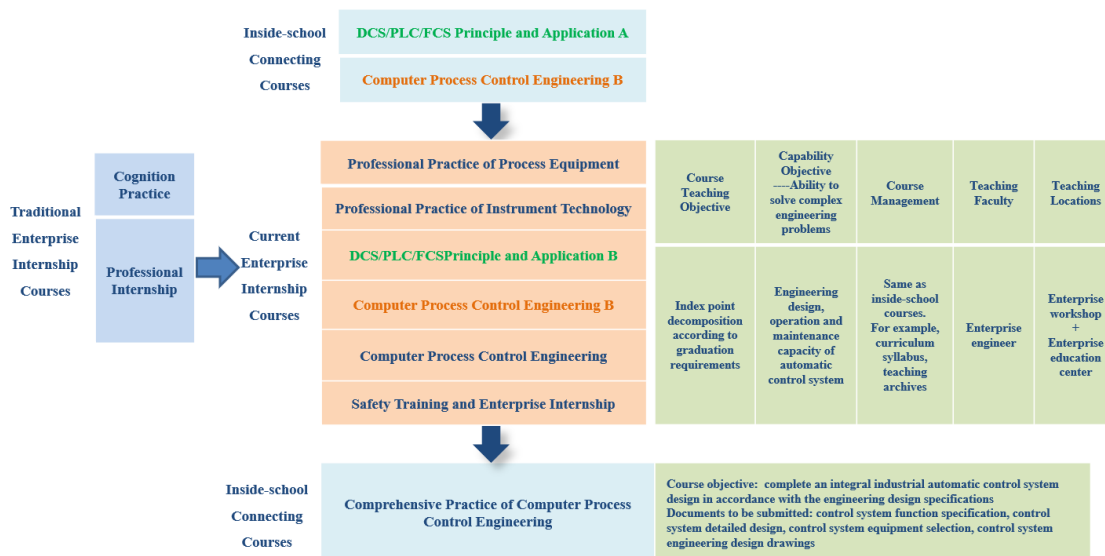 Inside-school
Connecting
Courses
DCS/PLC/FCS Principle and Application A
Computer Process Control Engineering B
Traditional
Enterprise
Internship
Courses
Cognition
Practice
Professional
Internship
Current
Enterprise
Internship
Courses
Professional Practice of Process Equipment
Professional Practice of Instrument Technology
DCS/PLC/FCSPrinciple and Application B
Computer Process Control Engineering B
Computer Process Control Engineering
Safety Training and Enterprise Internship
Course
Teaching
Objective
Capability
Objective
----Ability to
solve complex
engineering
problems
Course
Management
Teaching
Faculty
Teaching
Locations
Index point
decomposition
according to
graduation
requirements
Engineering
design,
operation and
maintenance
capacity of
automatic
control system
Same as
inside-school
courses.
For example,
curriculum
syllabus,
teaching
archives
Enterprise
engineer
Enterprise
workshop
+
Enterprise
education
center
Inside-school
Connecting
Courses
Comprehensive Practice of Computer Process
Control Engineering
Course objective: complete an integral industrial automatic control system
design in accordance with the engineering design specifications
Documents to be submitted: control system function specification, control
system detailed design, control system equipment selection, control system
engineering design drawings